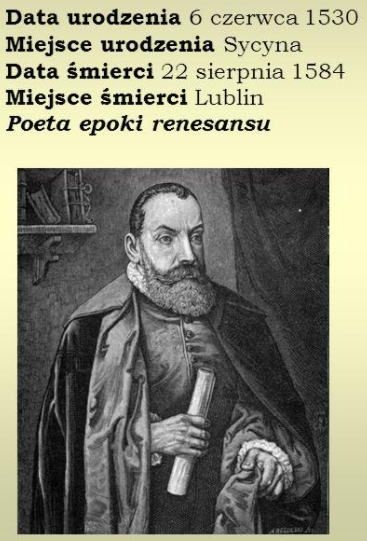 Data urodzenia 6 czerwca 1530
Miejsce urodzenia Sycyna
Data śmierci 22 sierpnia 1584
Miejsce śmierci Lublin
Poeta epoki renesansu